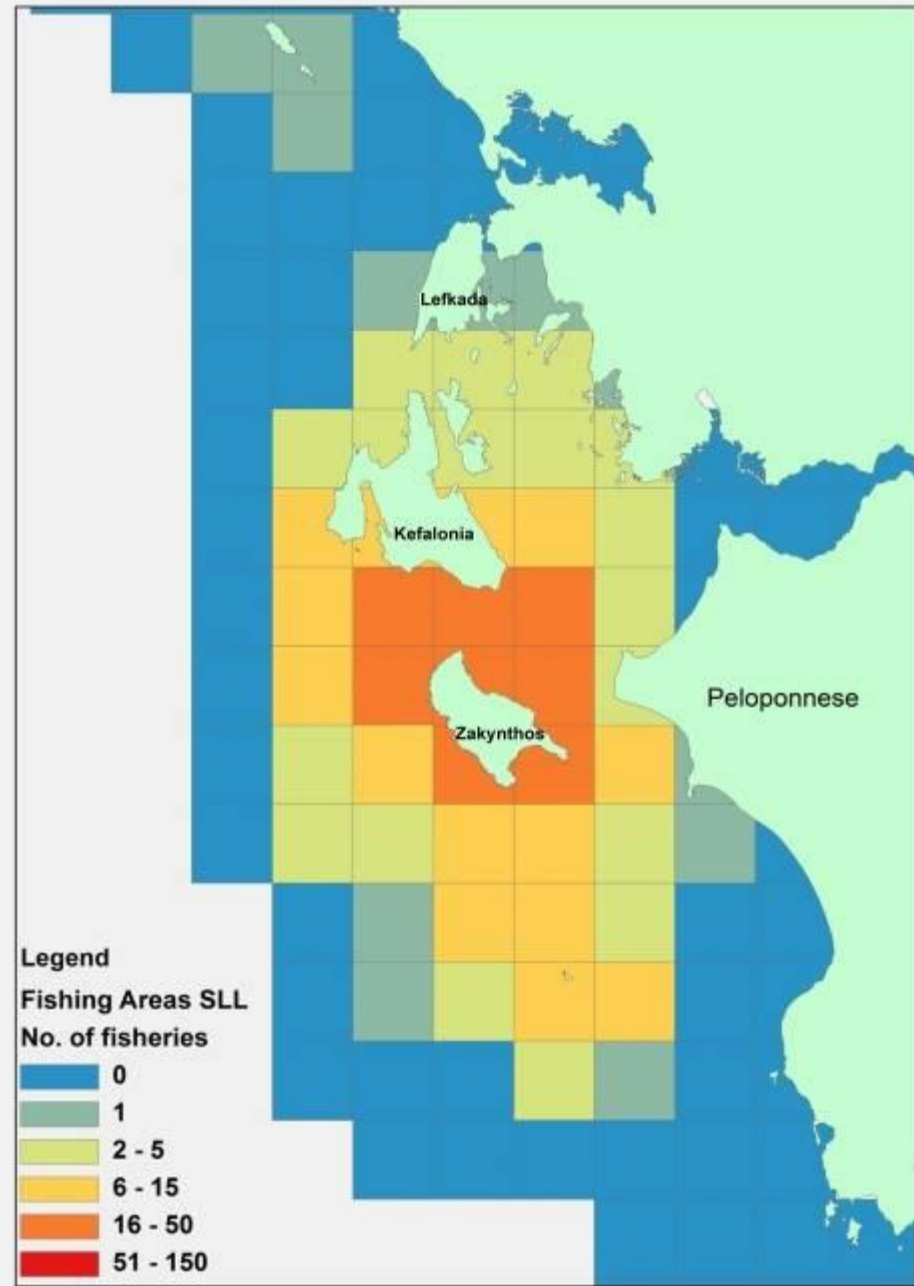 Lefkada
Kefalonia
Peloponnese
Zakynthos
Legend
Fishing Areas SLL
No. of fisheries
0
1
2 - 5
6 - 15
16 - 50
51 - 150